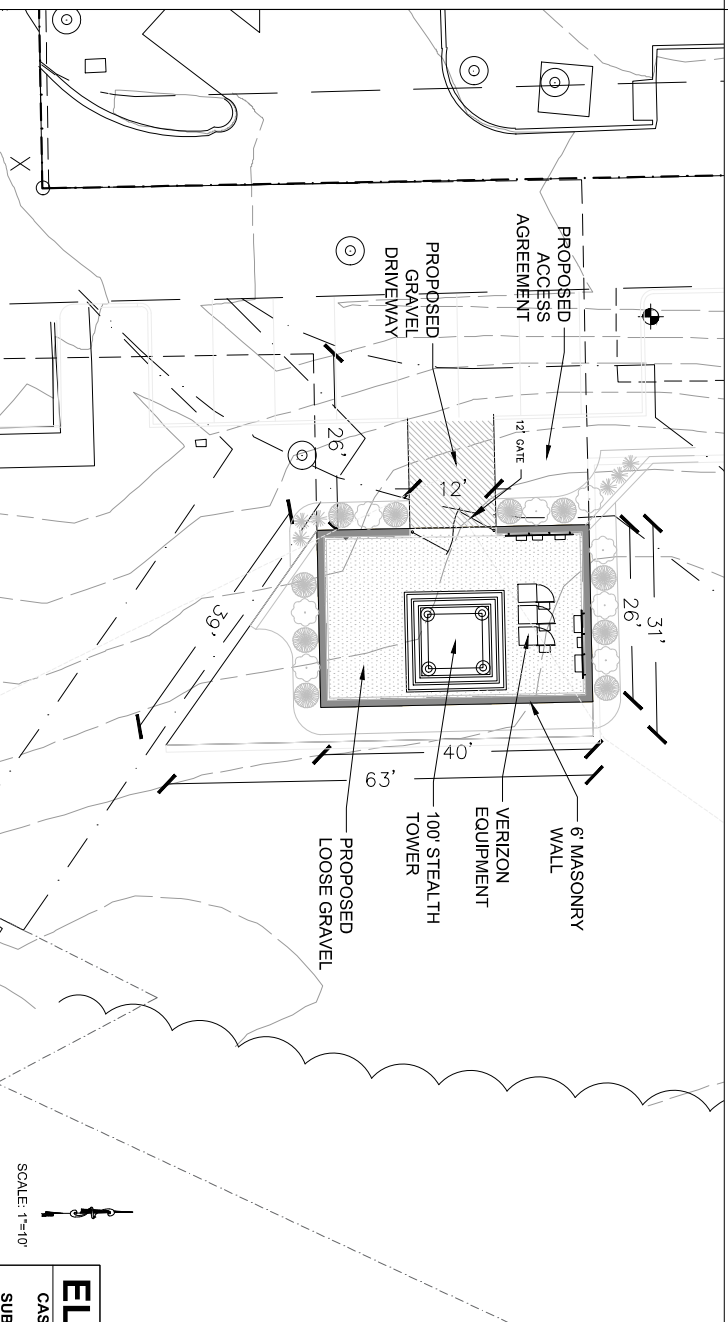 PROPOSED
ACCESS
AGREEMENT
PROPOSED
GRAVEL
DRIVEWAY
12' GATE
12'
26'
39'
31'
26'
40'
63'
6' MASONRY
WALL
VERIZON
EQUIPMENT
100' STEALTH
TOWER
PROPOSED
LOOSE GRAVEL
X
SCALE: 1"=10'
EL
CAS
SUB